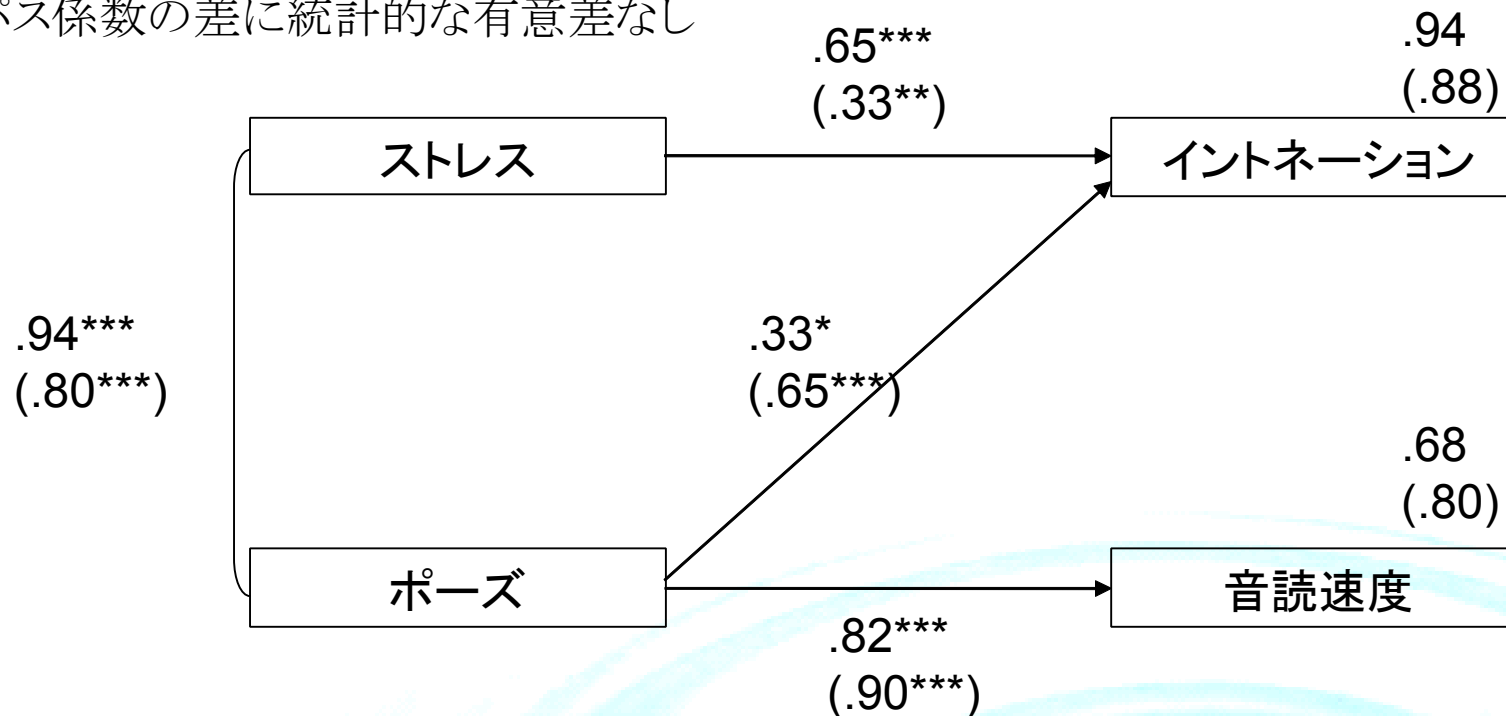 パス係数の差に統計的な有意差なし
.65***
(.33**)
.94
(.88)
ストレス
イントネーション
.94***
(.80***)
.33*
(.65***)
.68
(.80)
ポーズ
音読速度
.82***
(.90***)